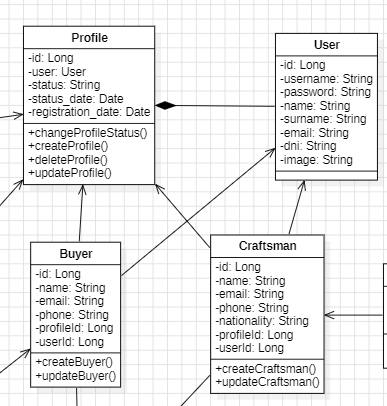 Profile
-id: Long
-user: User
-status: String
-status_date: Date
-registration_date: Date
+changeProfileStatus()
+createProfile()
+deleteProfile()
+updateProfile()
User
-id: Long
-username: String
-password: String
-name: String
-surname: String
-email: String
-dni: String
-image: String
Buyer
-id: Long
-name: String
-email: String
-phone: String
-profileId: Long
-userId: Long
+createBuyer()
+updateBuyer()
Craftsman
-id: Long
-name: String
-email: String
-phone: String
-nationality: String
-profileId: Long
-userId: Long
+createCraftsman()
+updateCraftsman()